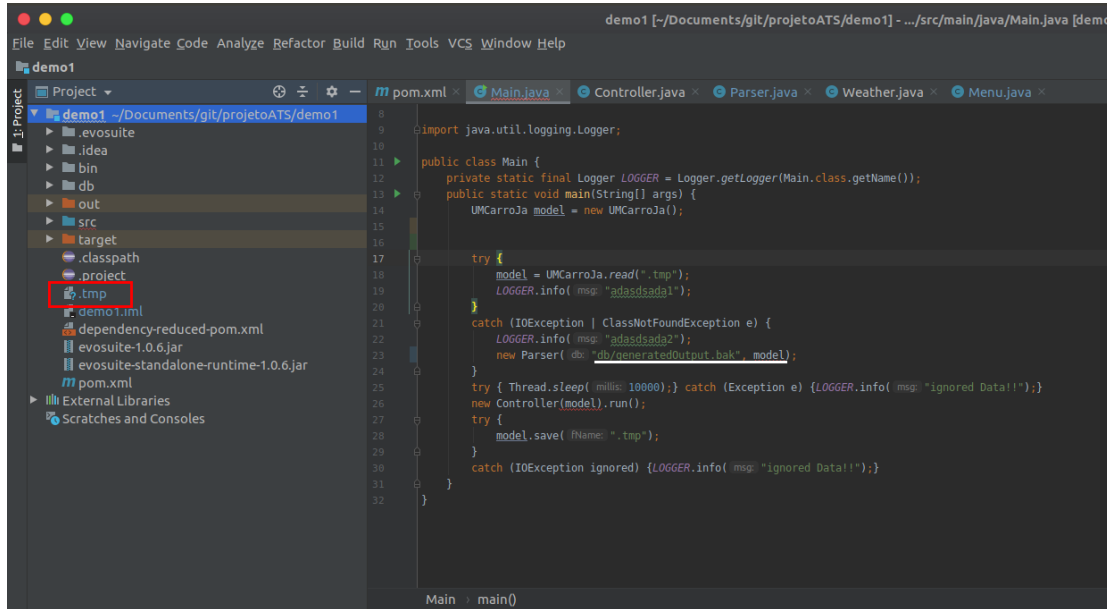 demo1 [~/Documents/git/projetoATS/demo1] - .../src/main/java/Main.java [demo
File Edit View Navigate Code Analyze Refactor Build Run Tools VCS Window Help
demo1
1: Project
Project
demo1 ~/Documents/git/projetoATS/demo1
.evosuite
.idea
bin
db
out
src
target
.classpath
.project
.tmp
demo1.iml
dependency-reduced-pom.xml
evosuite-1.0.6.jar
evosuite-standalone-runtime-1.0.6.jar
pom.xml
External Libraries
Scratches and Consoles
pom.xml Main.java Controller.java Parser.java Weather.java Menu.java
8
9 import java.util.logging.Logger;
10
11 public class Main {
12 private static final Logger LOGGER = Logger.getLogger(Main.class.getName());
13 public static void main(String[] args) {
14 UMCarroJa model = new UMCarroJa();
15
16
17 try {
18 model = UMCarroJa.read(".tmp");
19 LOGGER.info( msg: "adasdsada1");
20 }
21 catch (IOException | ClassNotFoundException e) {
22 LOGGER.info( msg: "adasdsada2");
23 new Parser( db: "db/generatedOutput.bak", model);
24 }
25 try { Thread.sleep( millis: 10000);} catch (Exception e) {LOGGER.info( msg: "ignored Data!!");}
26 new Controller(model).run();
27 try {
28 model.save( fName: ".tmp");
29 }
30 catch (IOException ignored) {LOGGER.info( msg: "ignored Data!!");}
31 }
32 }
Main › main()